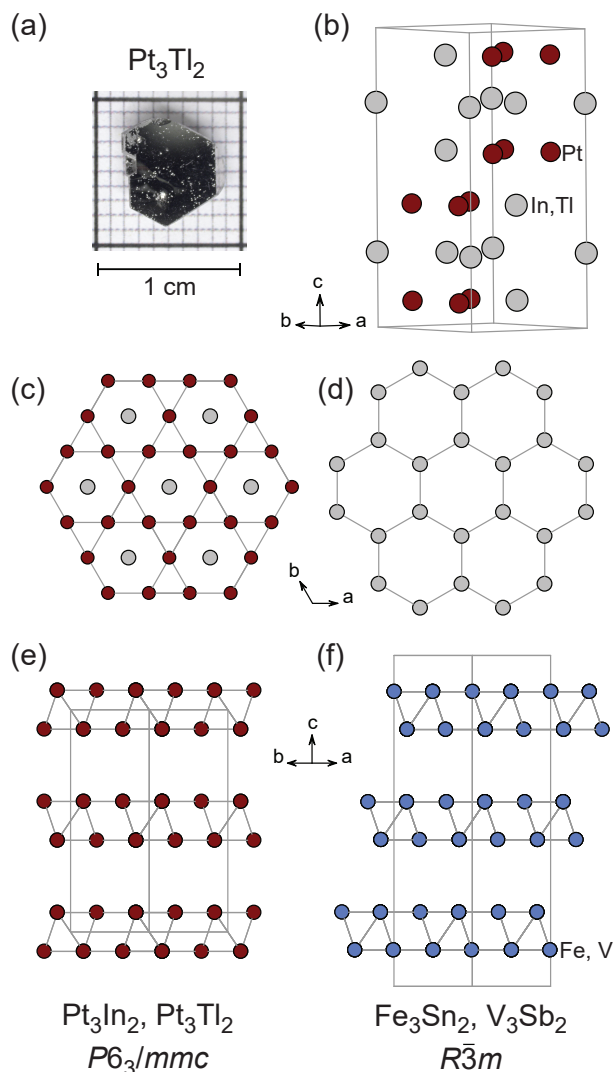 (a)
Pt₃Tl₂
1 cm
(b)
Pt
In,Tl
c
b a
(c)
(d)
b
a
(e)
(f)
c
b a
Fe, V
Pt₃In₂, Pt₃Tl₂
P6₃/mmc
Fe₃Sn₂, V₃Sb₂
R3̄m